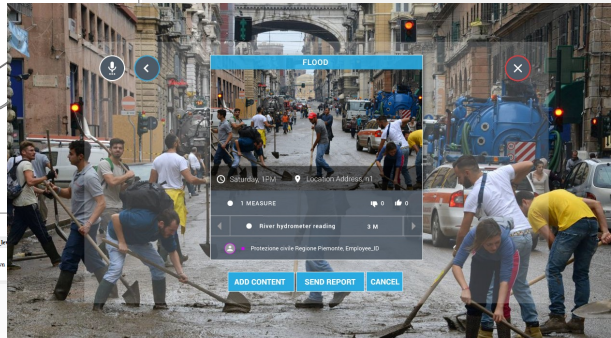 FLOOD
Saturday, 1PM Location Address, n1
1 MEASURE 0 0
River hydrometer reading 3 M
Protezione civile Regione Piemonte, Employee_ID
ADD CONTENT SEND REPORT CANCEL